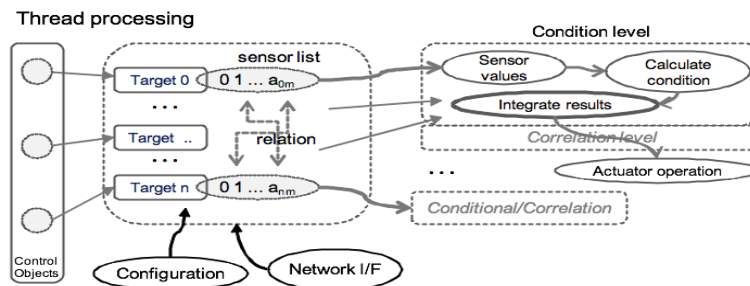 Thread processing
sensor list
Condition level
Target 0
0 1 ... a0m
Sensor
values
Calculate
condition
...
Integrate results
Target ..
relation
Correlation level
...
...
Actuator operation
Target n
0 1 ... anm
Conditional/Correlation
Control
Objects
Configuration
Network I/F